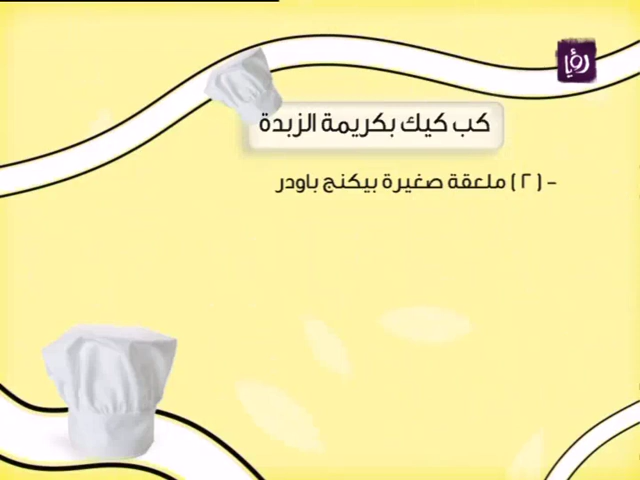 رؤيا
كب كيك بكريمة الزبدة
- (٢) ملعقة صغيرة بيكنج باودر